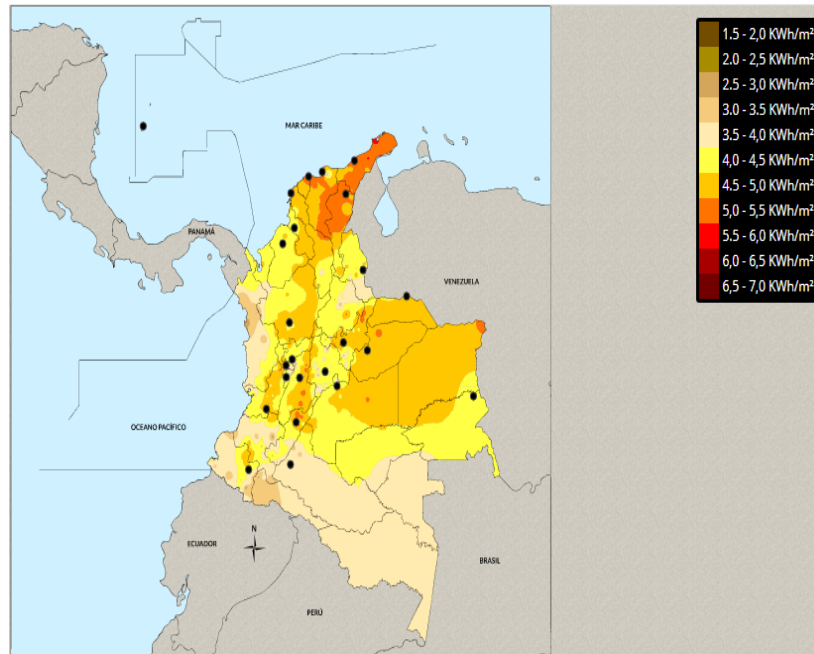 1.5 - 2,0 KWh/m²
2.0 - 2,5 KWh/m²
2.5 - 3,0 KWh/m²
3.0 - 3.5 KWh/m²
3.5 - 4,0 KWh/m²
4,0 - 4,5 KWh/m²
4.5 - 5,0 KWh/m²
5,0 - 5,5 KWh/m²
5.5 - 6,0 KWh/m²
6,0 - 6,5 KWh/m²
6,5 - 7,0 KWh/m²
MAR CARIBE
PANAMÁ
VENEZUELA
OCEANO PACÍFICO
N
ECUADOR
BRASIL
PERÚ